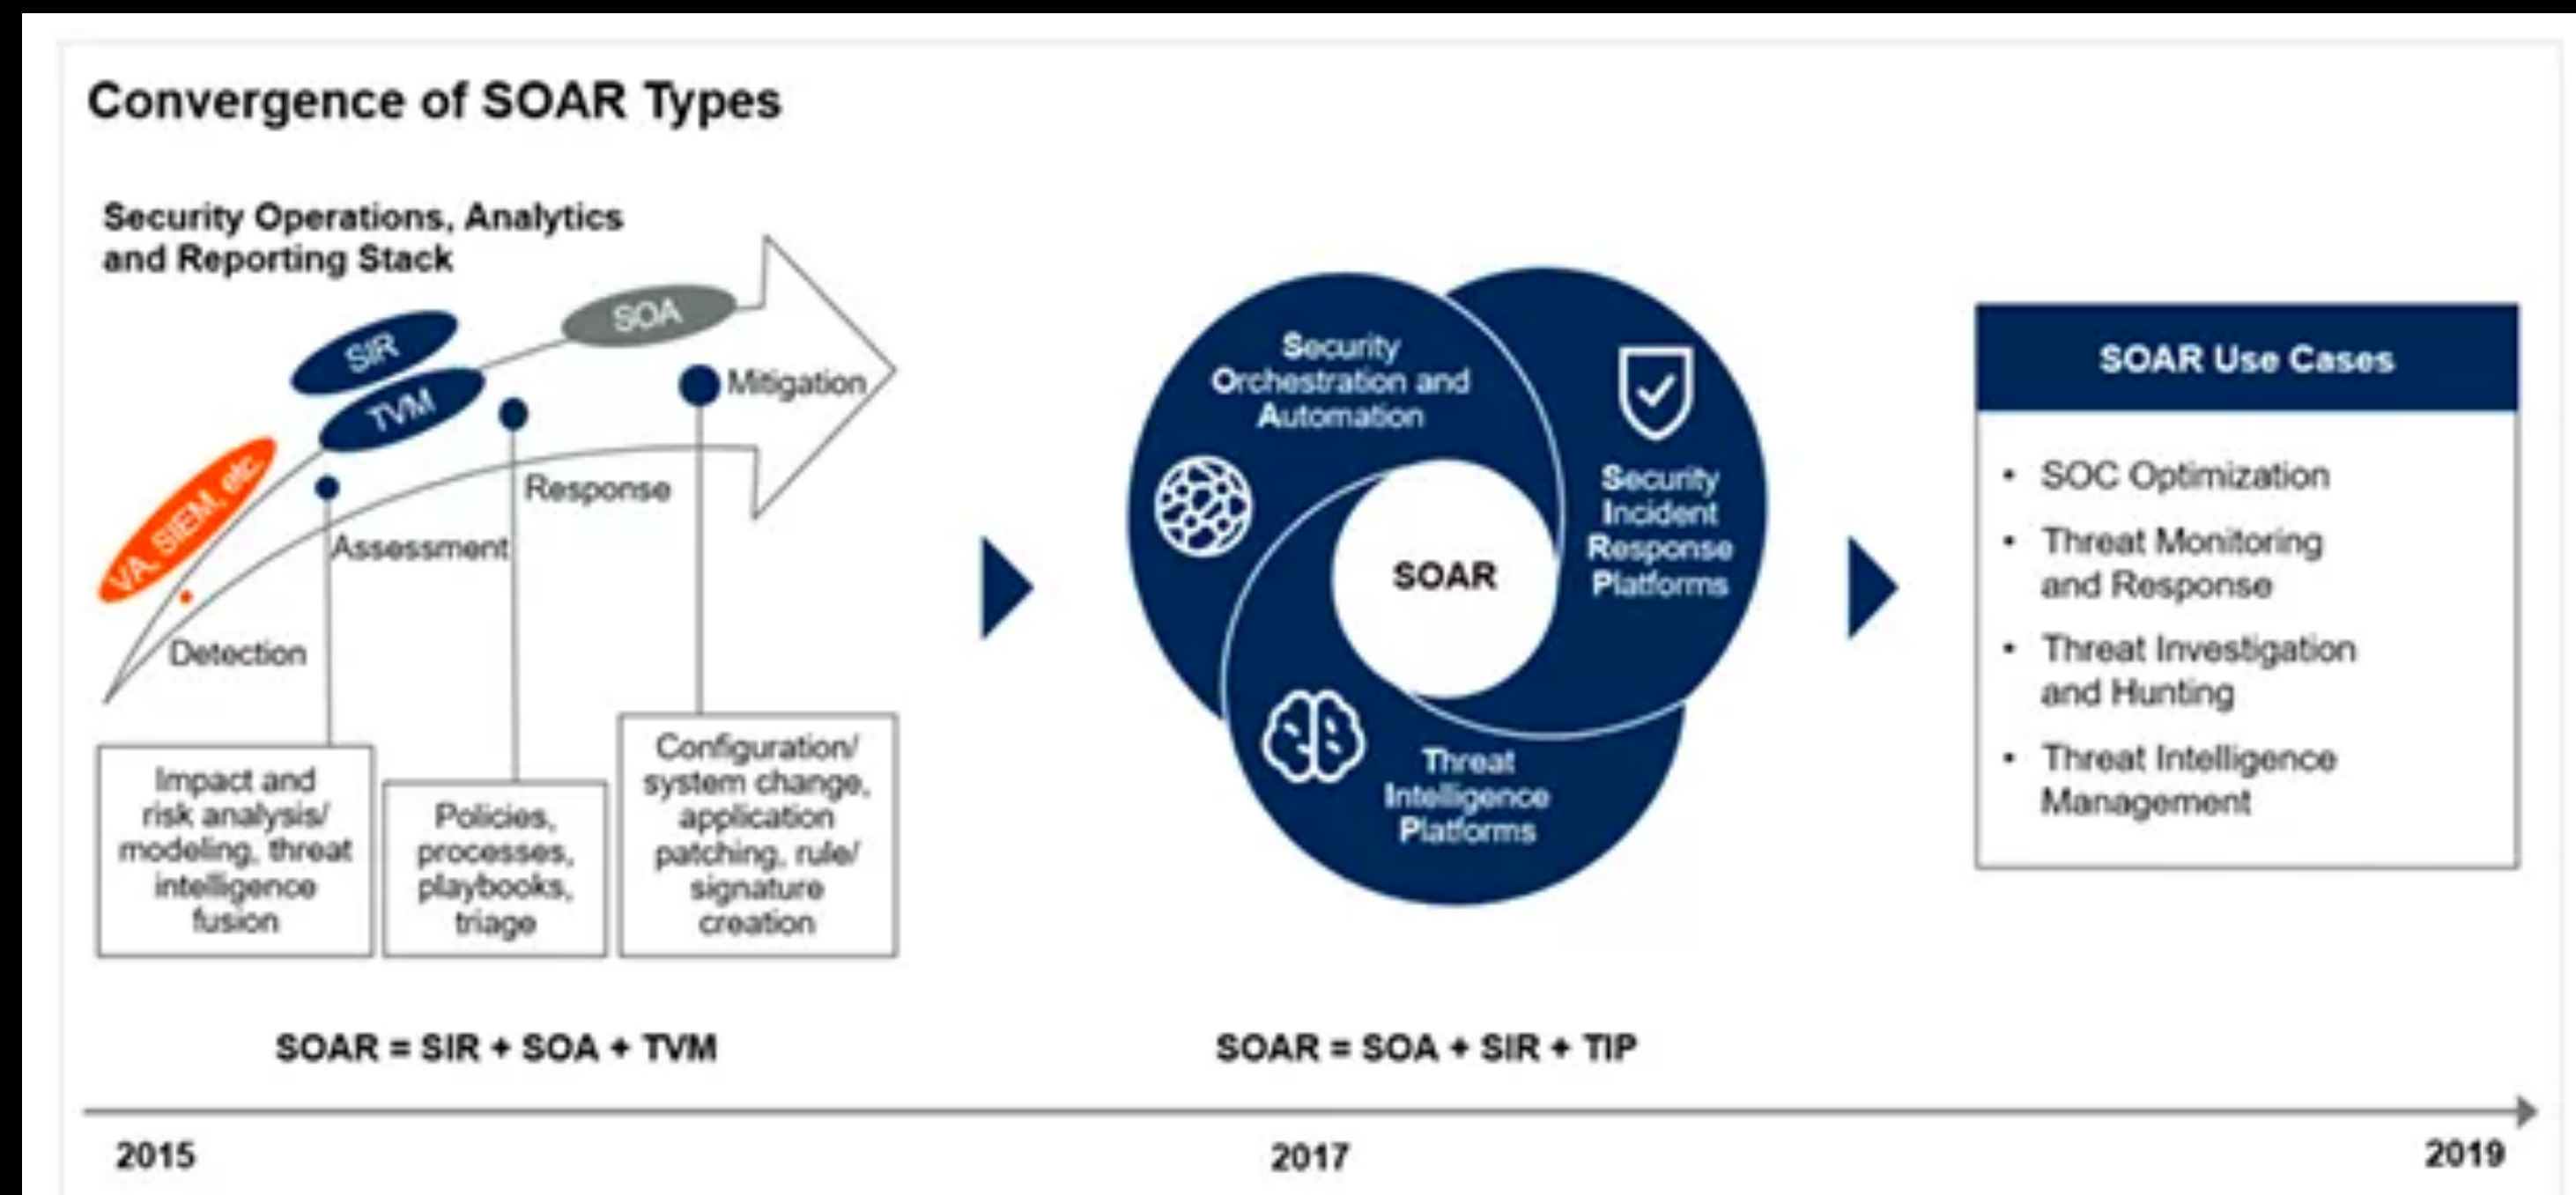 Convergence of SOAR Types
Security Operations, Analytics
and Reporting Stack
SOA
SIR
TVM
Mitigation
VA, SIEM, etc.
Response
Assessment
Detection
Impact and
risk analysis/
modeling, threat
intelligence
fusion
Policies,
processes,
playbooks,
triage
Configuration/
system change,
application
patching, rule/
signature
creation
SOAR = SIR + SOA + TVM
Security
Orchestration and
Automation
Security
Incident
Response
Platforms
SOAR
Threat
Intelligence
Platforms
SOAR = SOA + SIR + TIP
SOAR Use Cases
• SOC Optimization
• Threat Monitoring
and Response
• Threat Investigation
and Hunting
• Threat Intelligence
Management
2015
2017
2019